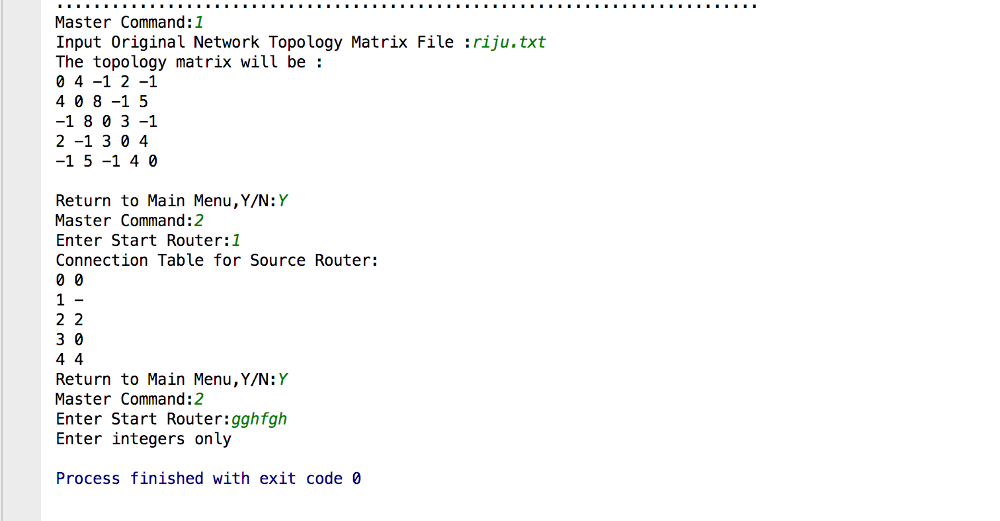 Master Command:1
Input Original Network Topology Matrix File :riju.txt
The topology matrix will be :
0 4 −1 2 −1
4 0 8 −1 5
−1 8 0 3 −1
2 −1 3 0 4
−1 5 −1 4 0
Return to Main Menu,Y/N:Y
Master Command:2
Enter Start Router:1
Connection Table for Source Router:
0 0
1 −
2 2
3 0
4 4
Return to Main Menu,Y/N:Y
Master Command:2
Enter Start Router:gghfgh
Enter integers only
Process finished with exit code 0